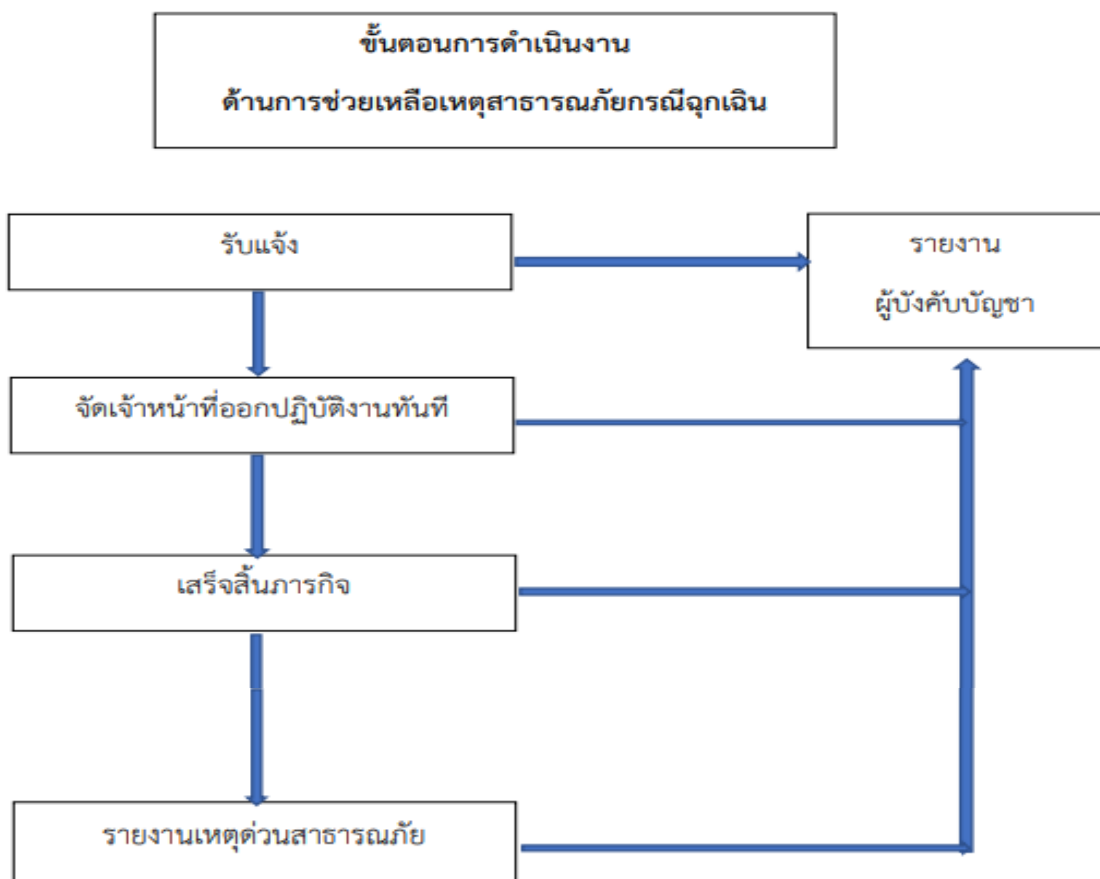 ขั้นตอนการดำเนินงาน
ด้านการช่วยเหลือเหตุสาธารณภัยกรณีฉุกเฉิน
รับแจ้ง
รายงาน
ผู้บังคับบัญชา
จัดเจ้าหน้าที่ออกปฏิบัติงานทันที
เสร็จสิ้นภารกิจ
รายงานเหตุด่วนสาธารณภัย